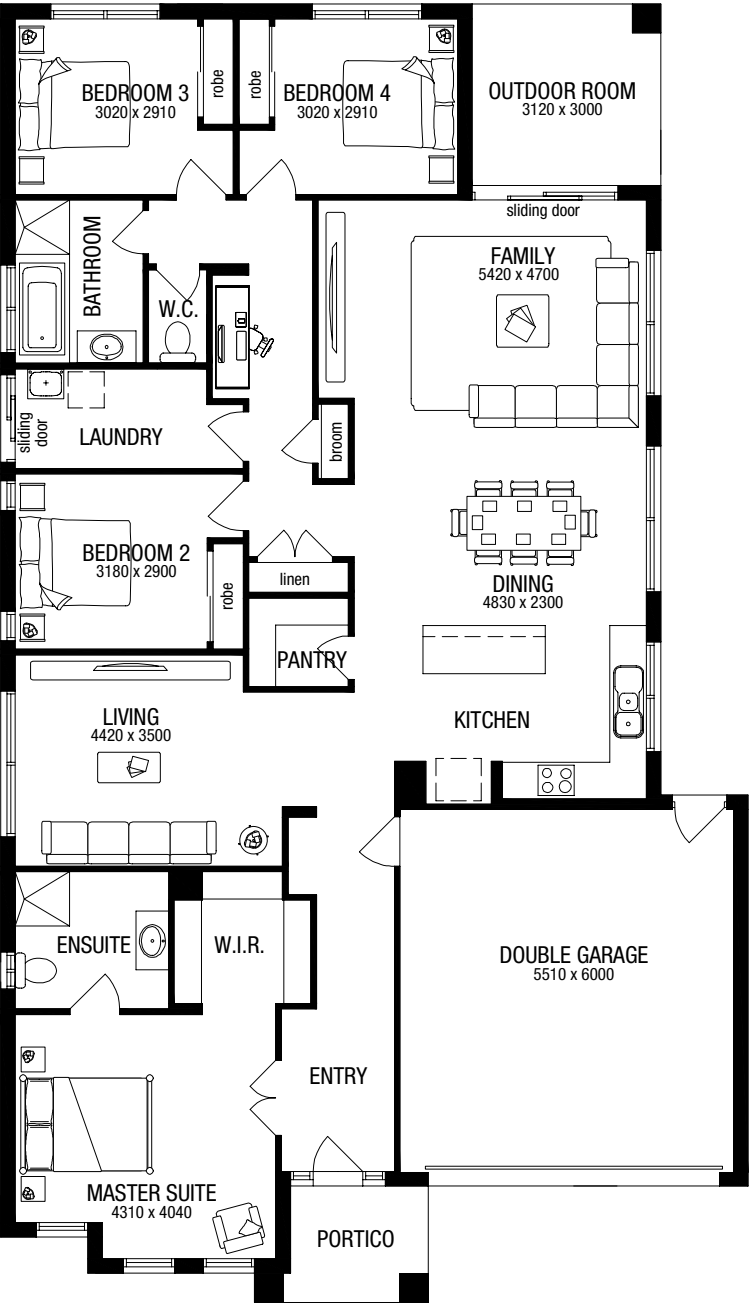 BEDROOM 3
3020 x 2910
robe
robe
BEDROOM 4
3020 x 2910
OUTDOOR ROOM
3120 x 3000
sliding door
BATHROOM
W.C.
FAMILY
5420 x 4700
sliding
door
LAUNDRY
broom
BEDROOM 2
3180 x 2900
robe
linen
DINING
4830 x 2300
PANTRY
LIVING
4420 x 3500
KITCHEN
ENSUITE
W.I.R.
DOUBLE GARAGE
5510 x 6000
ENTRY
MASTER SUITE
4310 x 4040
PORTICO